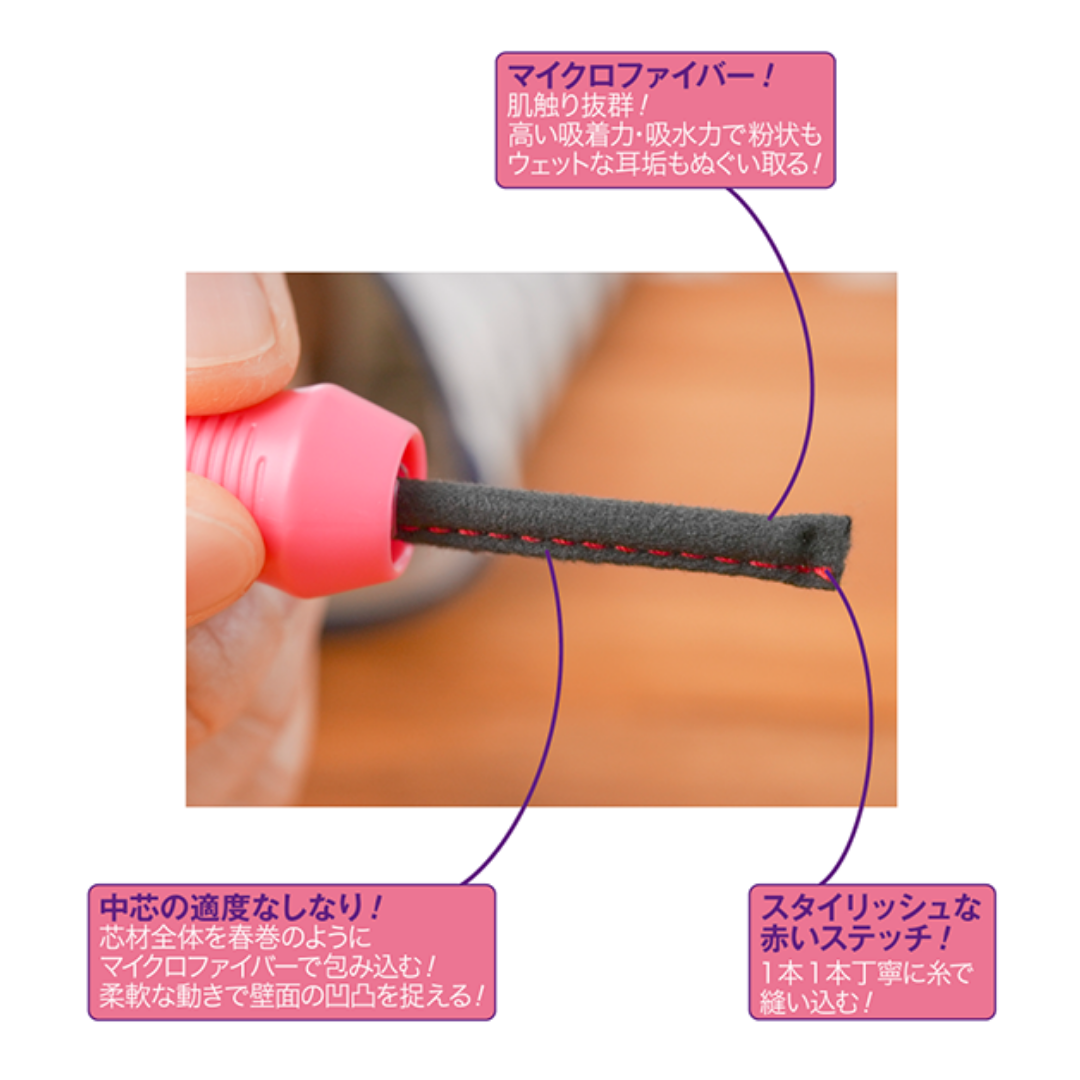 マイクロファイバー！
肌触り抜群！
高い吸着力・吸水力で粉状も
ウェットな耳垢もぬぐい取る！
中芯の適度なしなり！
芯材全体を春巻のように
マイクロファイバーで包み込む！
柔軟な動きで壁面の凹凸を捉える！
スタイリッシュな
赤いステッチ！
1本1本丁寧に糸で
縫い込む！